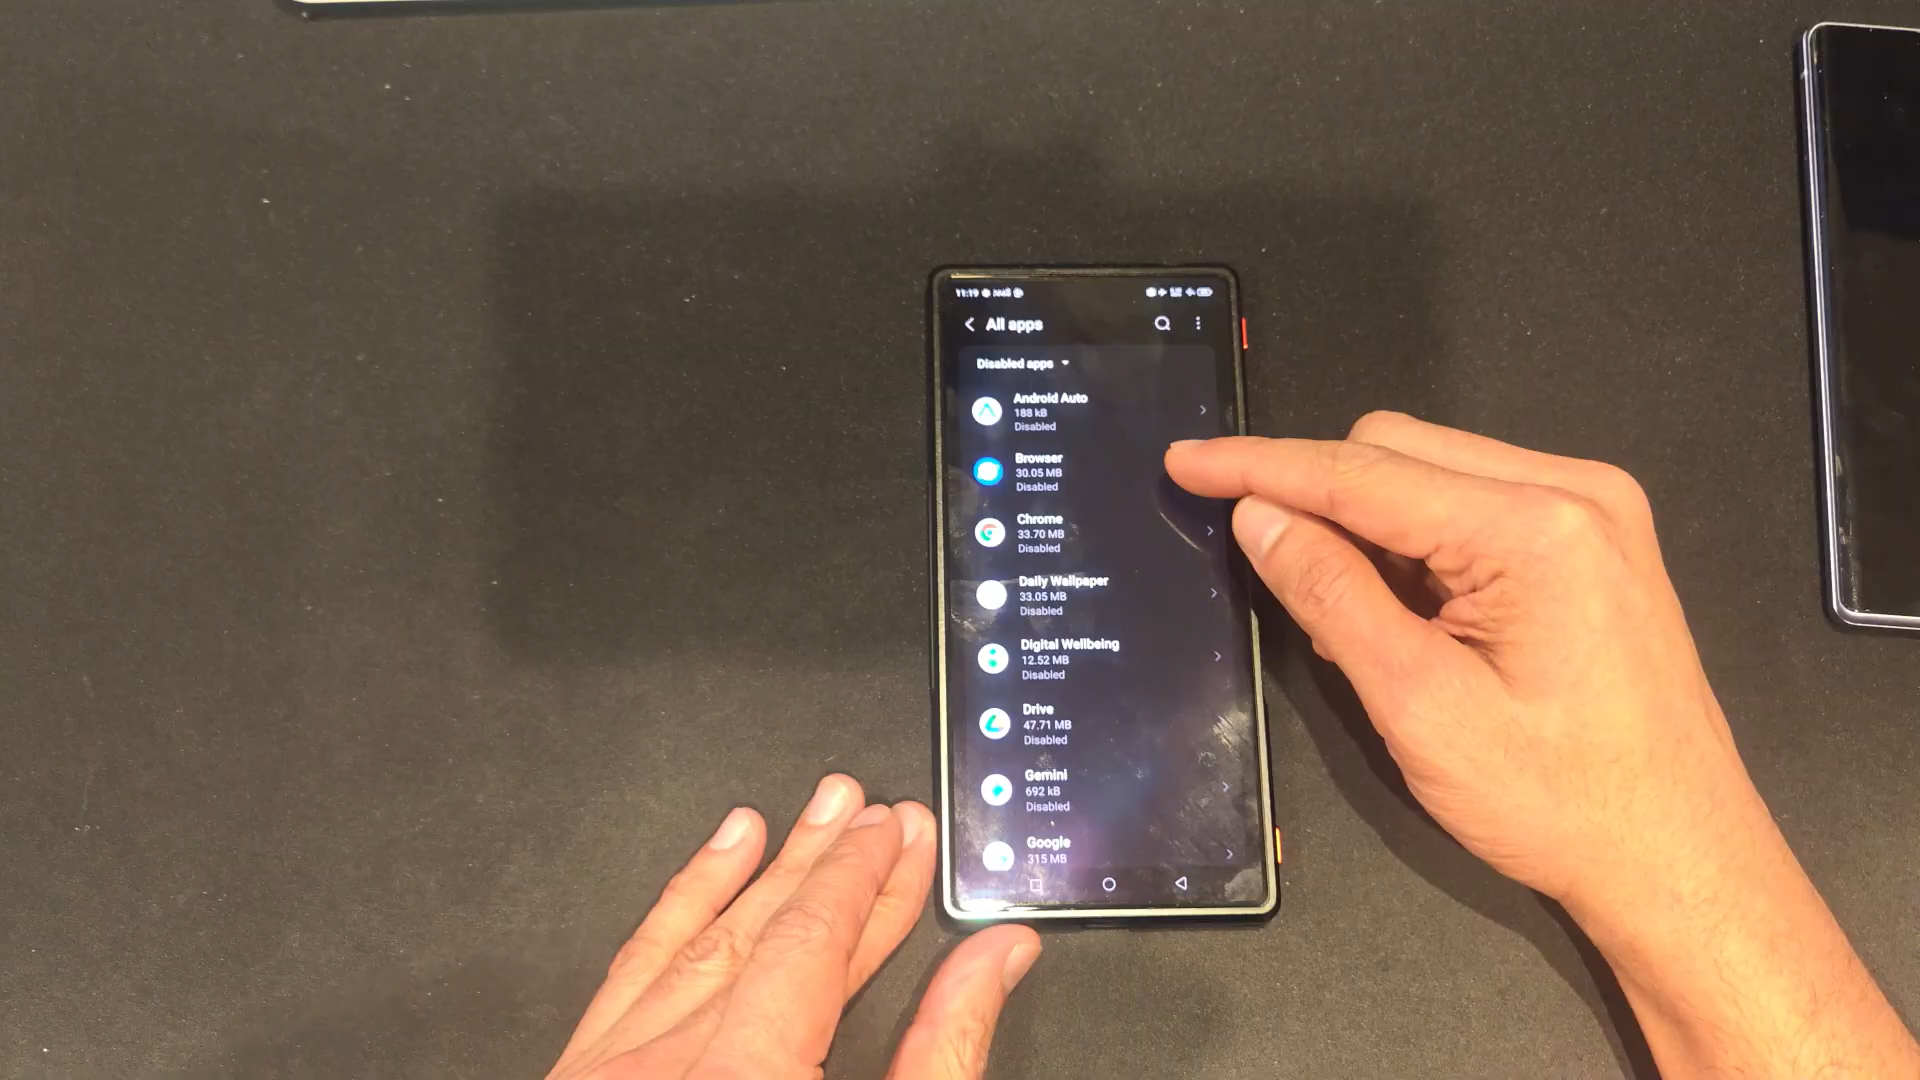 11:19
All apps
Disabled apps
Android Auto
188 kB
Disabled
Browser
30.05 MB
Disabled
Chrome
33.70 MB
Disabled
Daily Wallpaper
33.05 MB
Disabled
Digital Wellbeing
12.52 MB
Disabled
Drive
47.71 MB
Disabled
Gemini
692 kB
Disabled
Google
315 MB